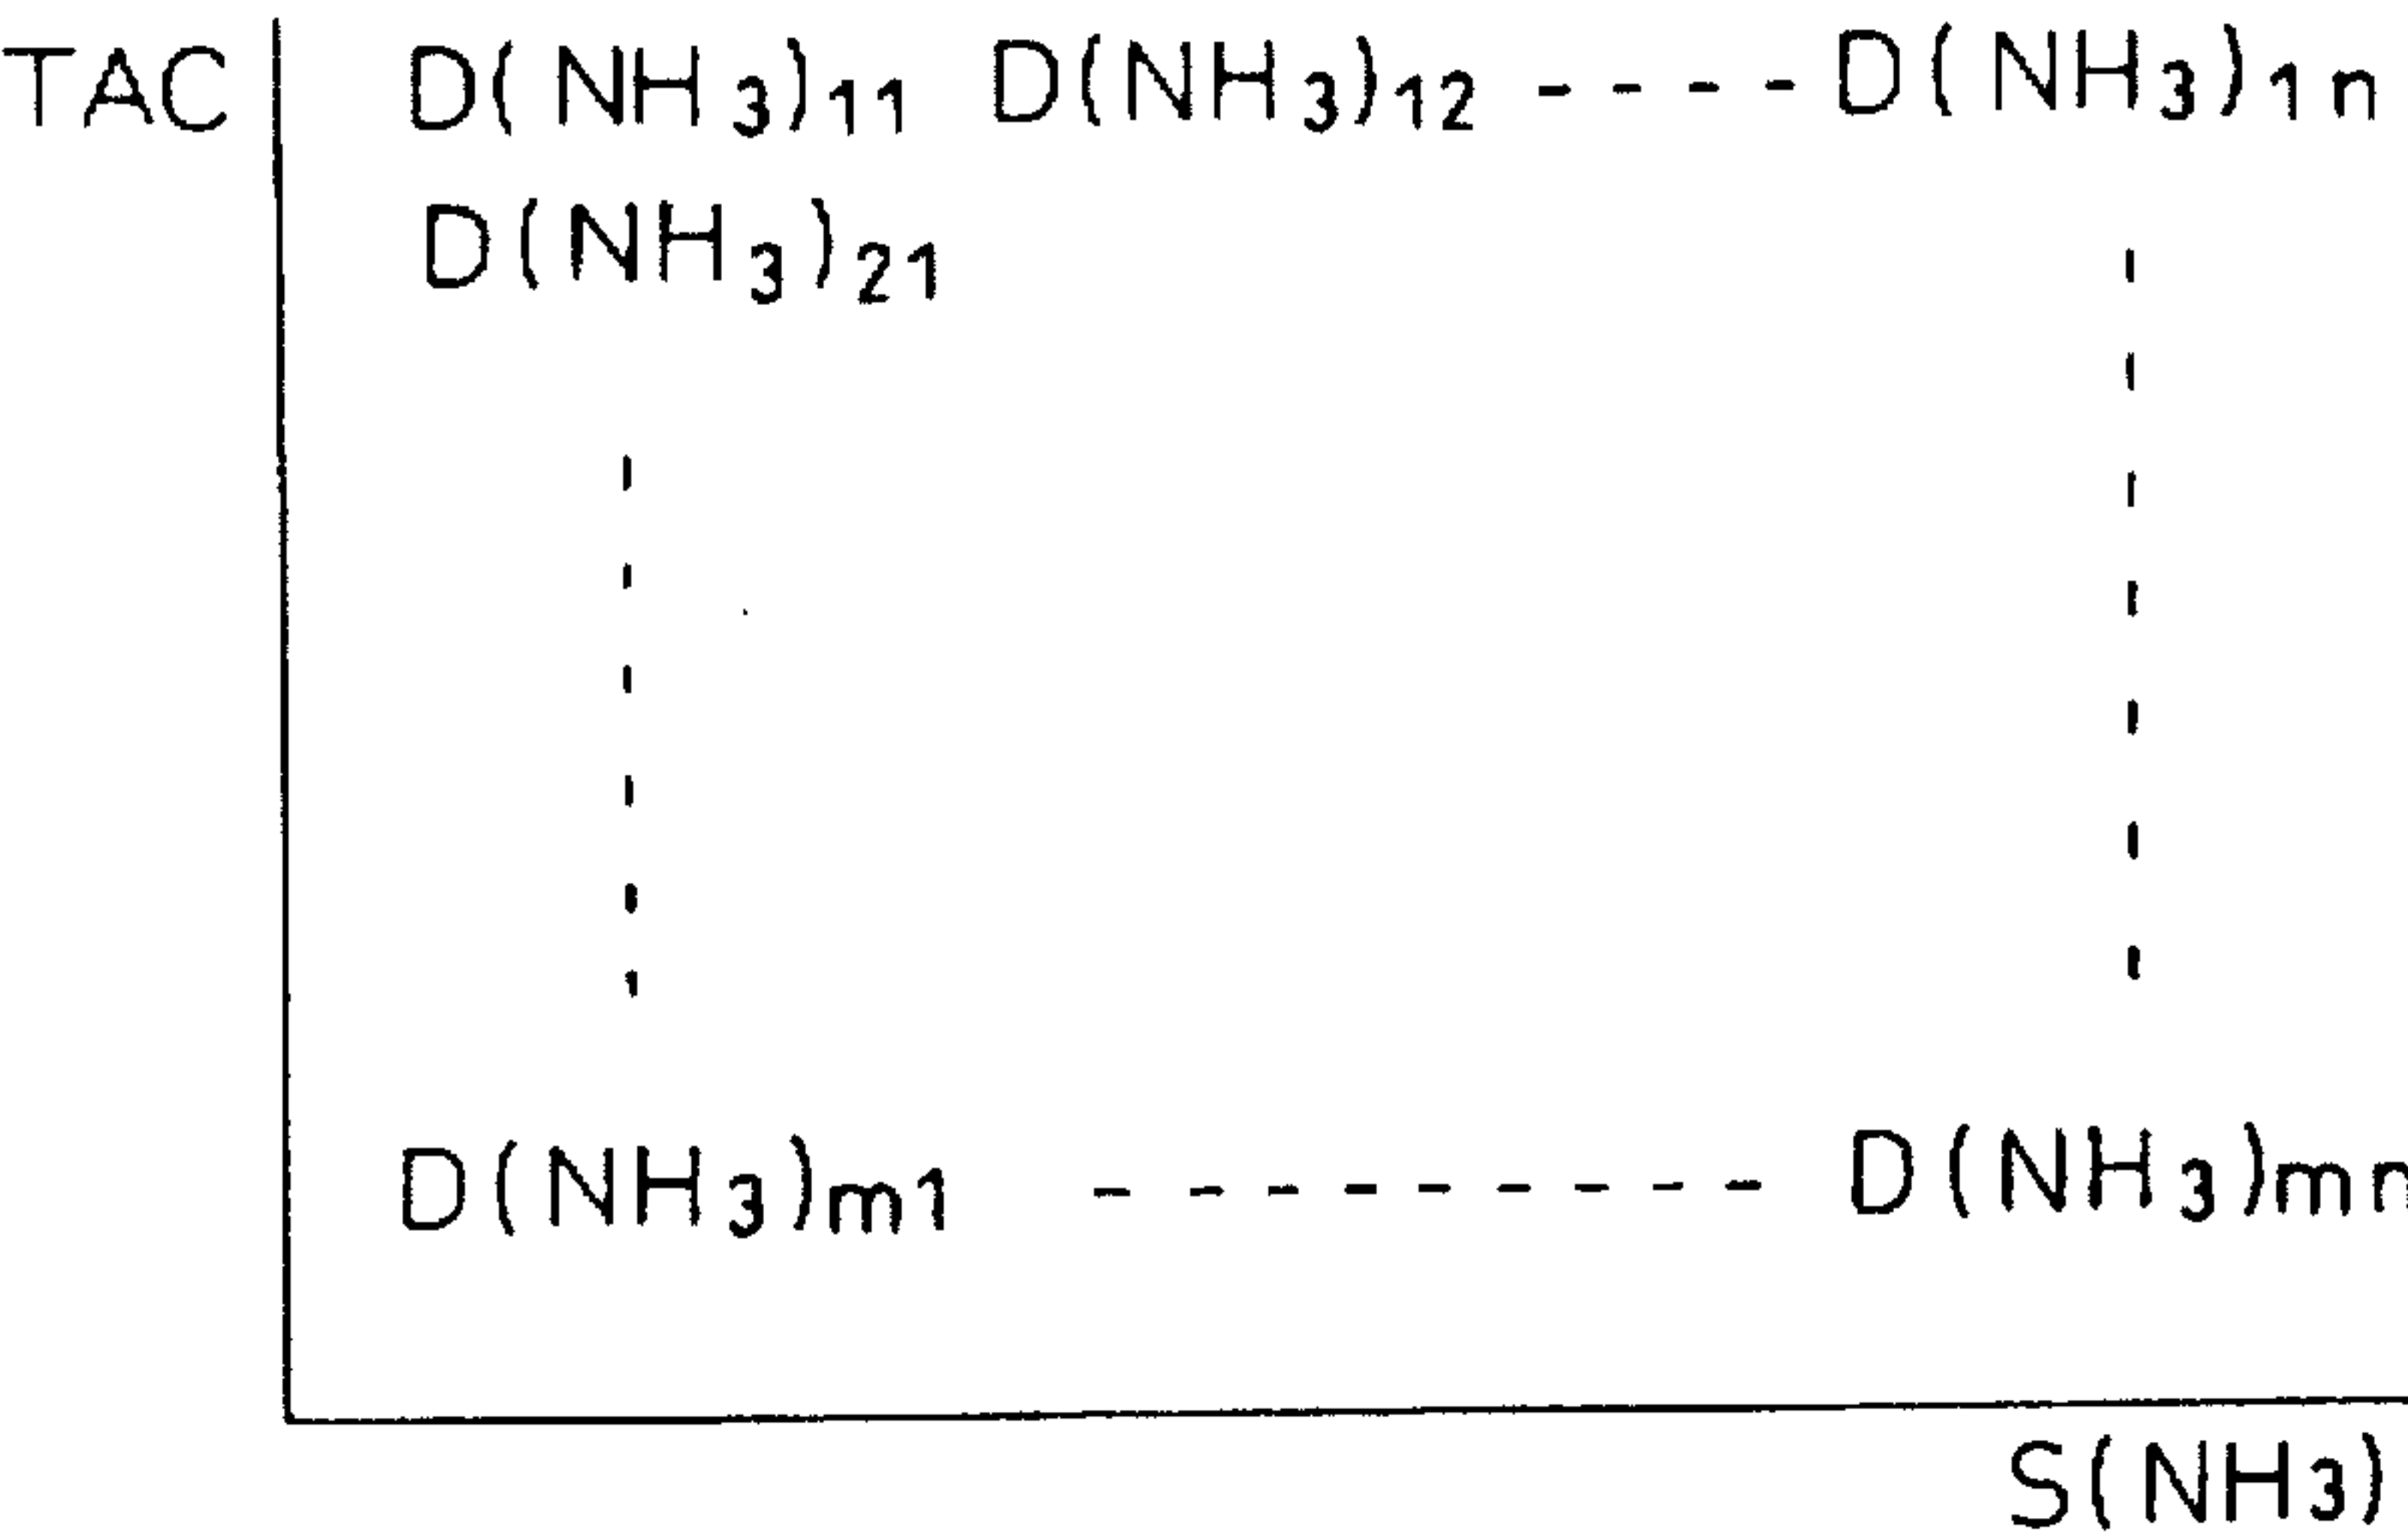 TAC D(NH3)11 D(NH3)12 - - - - D(NH3)1n
D(NH3)21
D(NH3)m1 - - - - - - - - - D(NH3)mn
S(NH3)